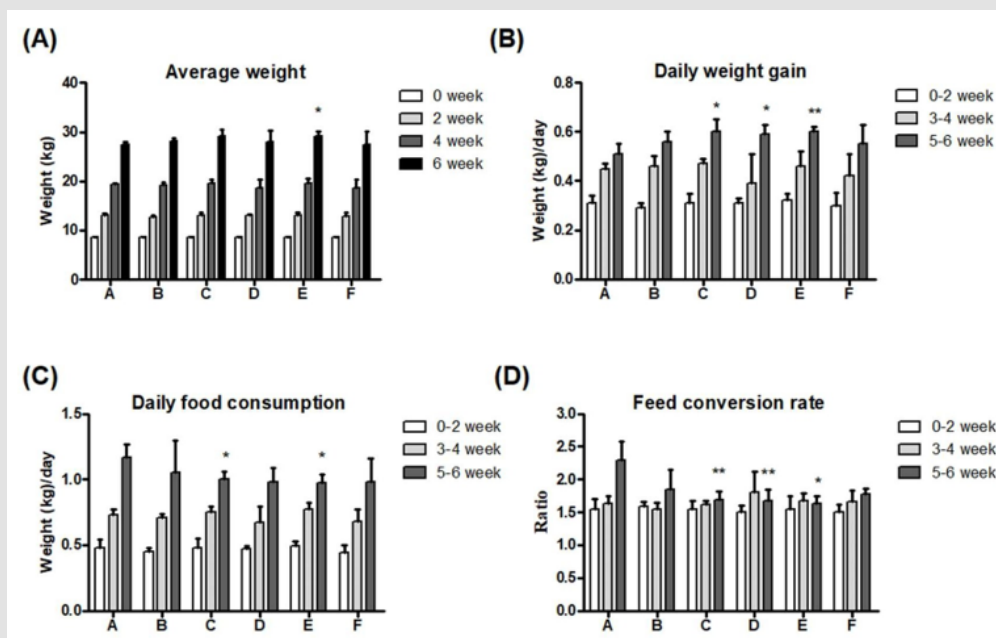 (A)
Average weight
Weight (kg)
40
30
20
10
0
*
A B C D E F
0 week
2 week
4 week
6 week
(B)
Daily weight gain
Weight (kg)/day
0.8
0.6
0.4
0.2
0.0
* * **
A B C D E F
0-2 week
3-4 week
5-6 week
(C)
Daily food consumption
Weight (kg)/day
1.5
1.0
0.5
0.0
* *
A B C D E F
0-2 week
3-4 week
5-6 week
(D)
Feed conversion rate
Ratio
3.0
2.5
2.0
1.5
1.0
0.5
0.0
** ** *
A B C D E F
0-2 week
3-4 week
5-6 week